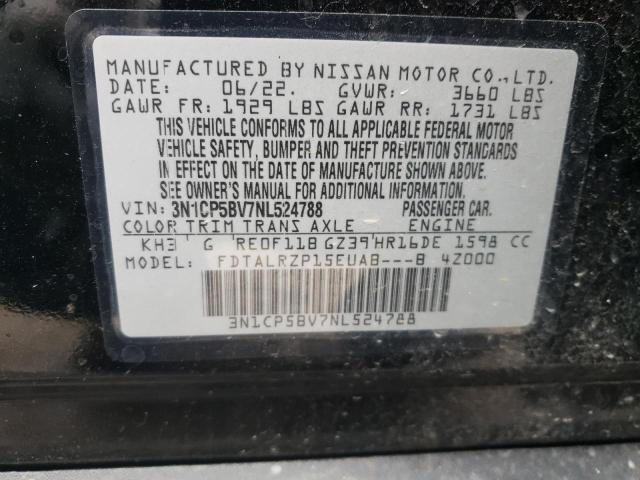 MANUFACTURED BY NISSAN MOTOR CO., LTD.
DATE: 06/22. GVWR: 3660 LBS
GAWR FR: 1929 LBS GAWR RR: 1731 LBS
THIS VEHICLE CONFORMS TO ALL APPLICABLE FEDERAL MOTOR
VEHICLE SAFETY, BUMPER AND THEFT PREVENTION STANDARDS
IN EFFECT ON THE DATE OF MANUFACTURE SHOWN ABOVE.
SEE OWNER'S MANUAL FOR ADDITIONAL INFORMATION.
VIN: 3N1CP5BV7NL524788 PASSENGER CAR.
COLOR TRIM TRANS AXLE ENGINE
KH3 G RE0F11B GZ39 HR16DE 1598 CC
MODEL: FDTALRZP15EUAB---B 4Z000
3N1CP5BV7NL524788